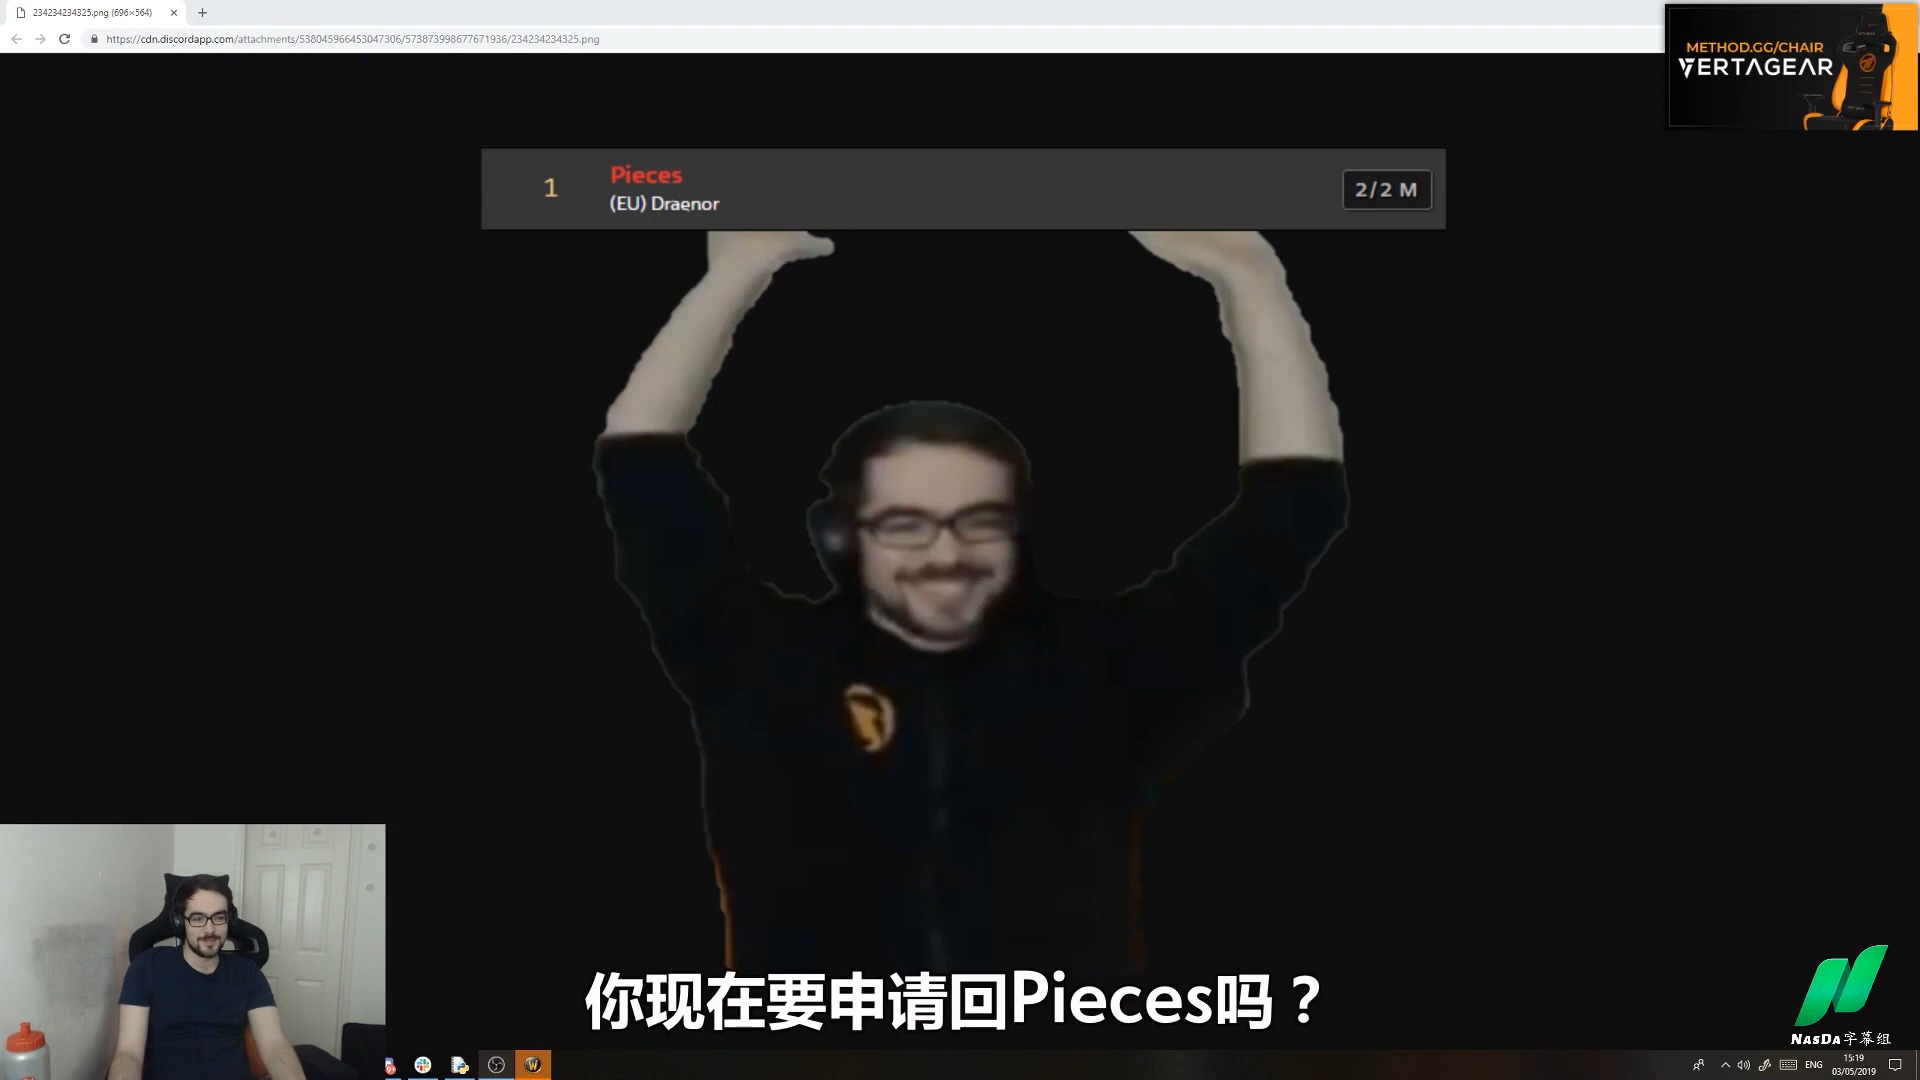 234234234325.png (696×564)
https://cdn.discordapp.com/attachments/538045966453047306/573873998677671936/234234234325.png
METHOD.GG/CHAIR
VERTAGEAR
1
Pieces
(EU) Draenor
2/2 M
你现在要申请回Pieces吗？
NasDa字幕组
ENG
15:19
03/05/2019